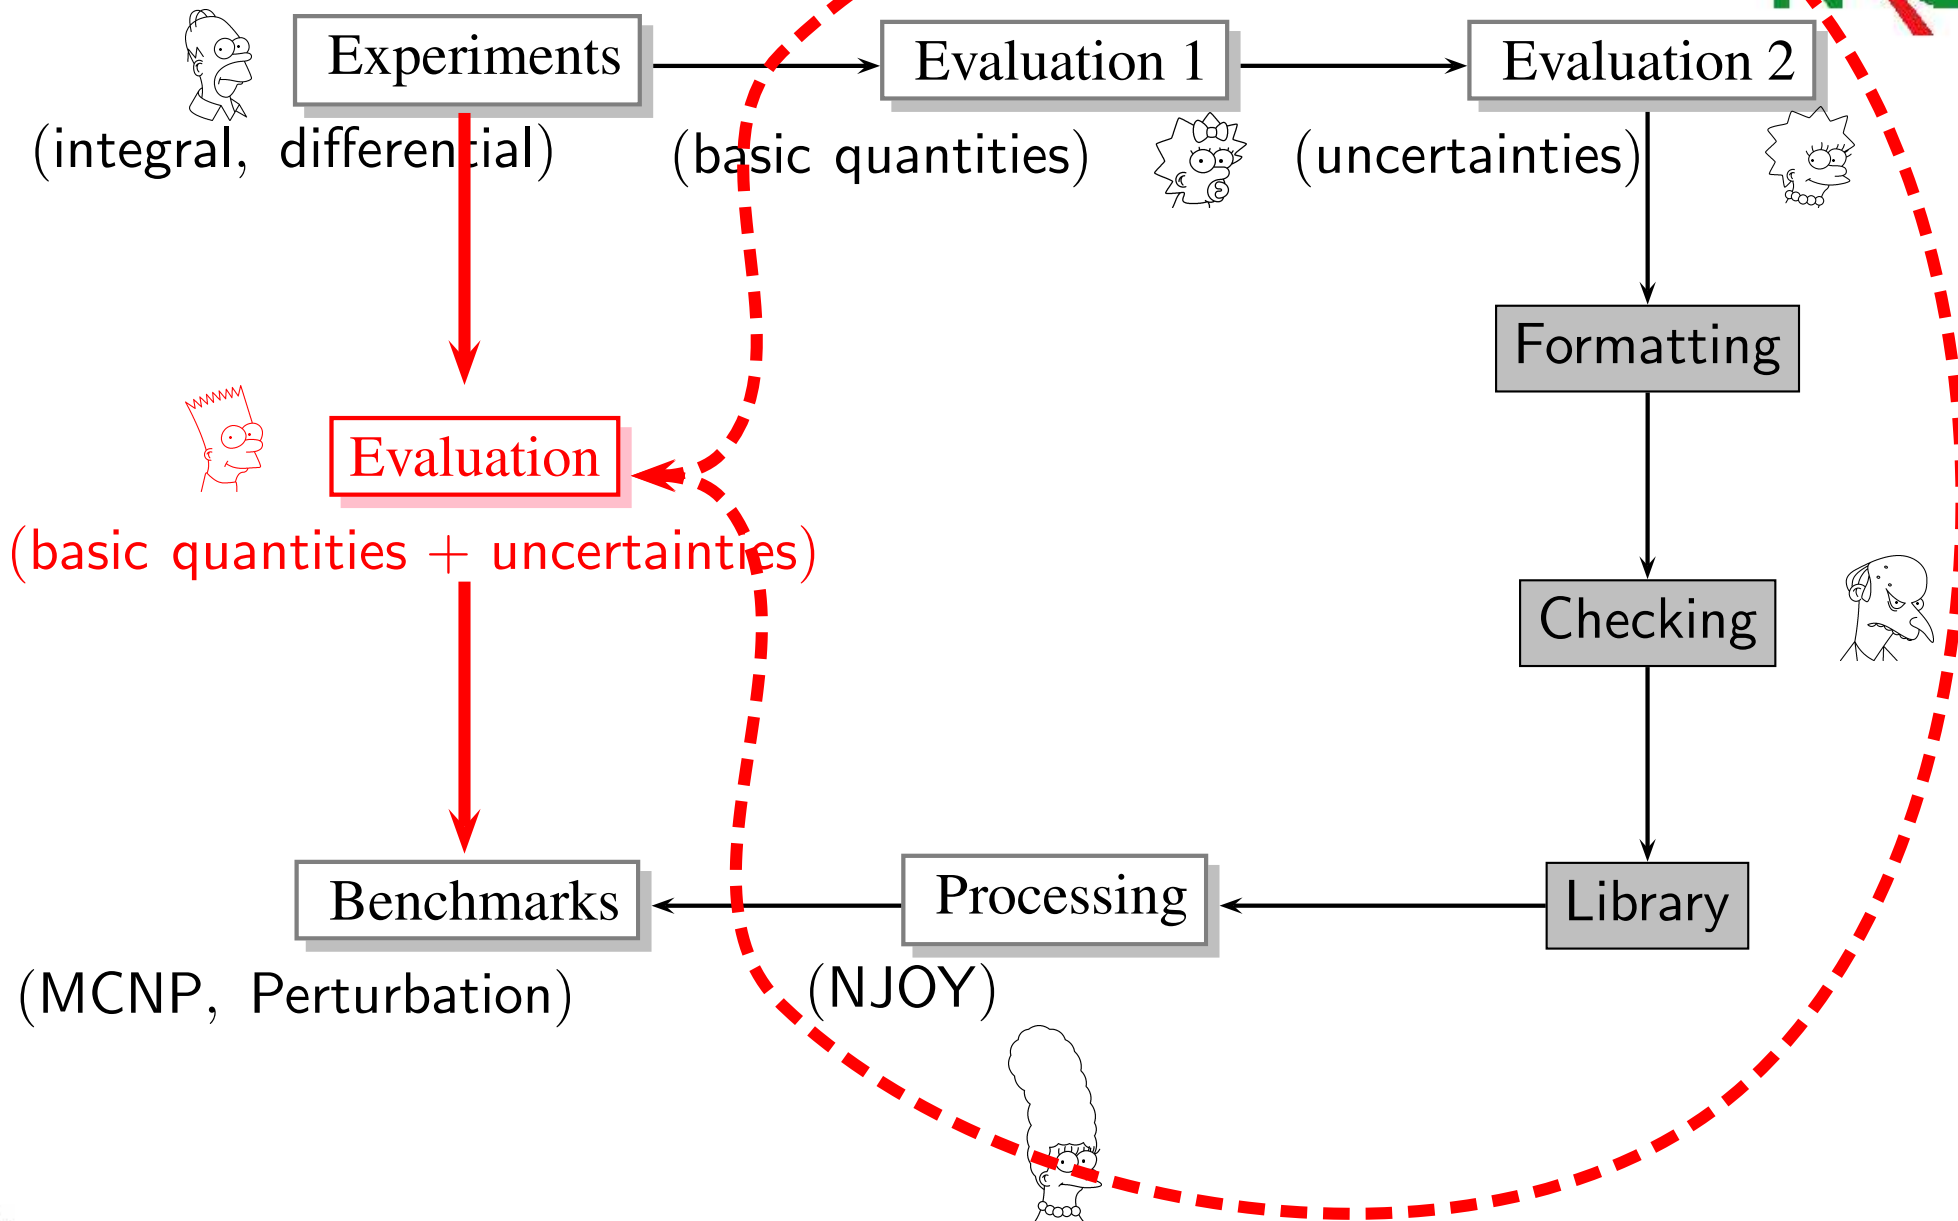 Experiments
Evaluation 1
Evaluation 2
(integral, differential)
(basic quantities)
(uncertainties)
Formatting
Evaluation
(basic quantities + uncertainties)
Checking
Benchmarks
Processing
Library
(MCNP, Perturbation)
(NJOY)